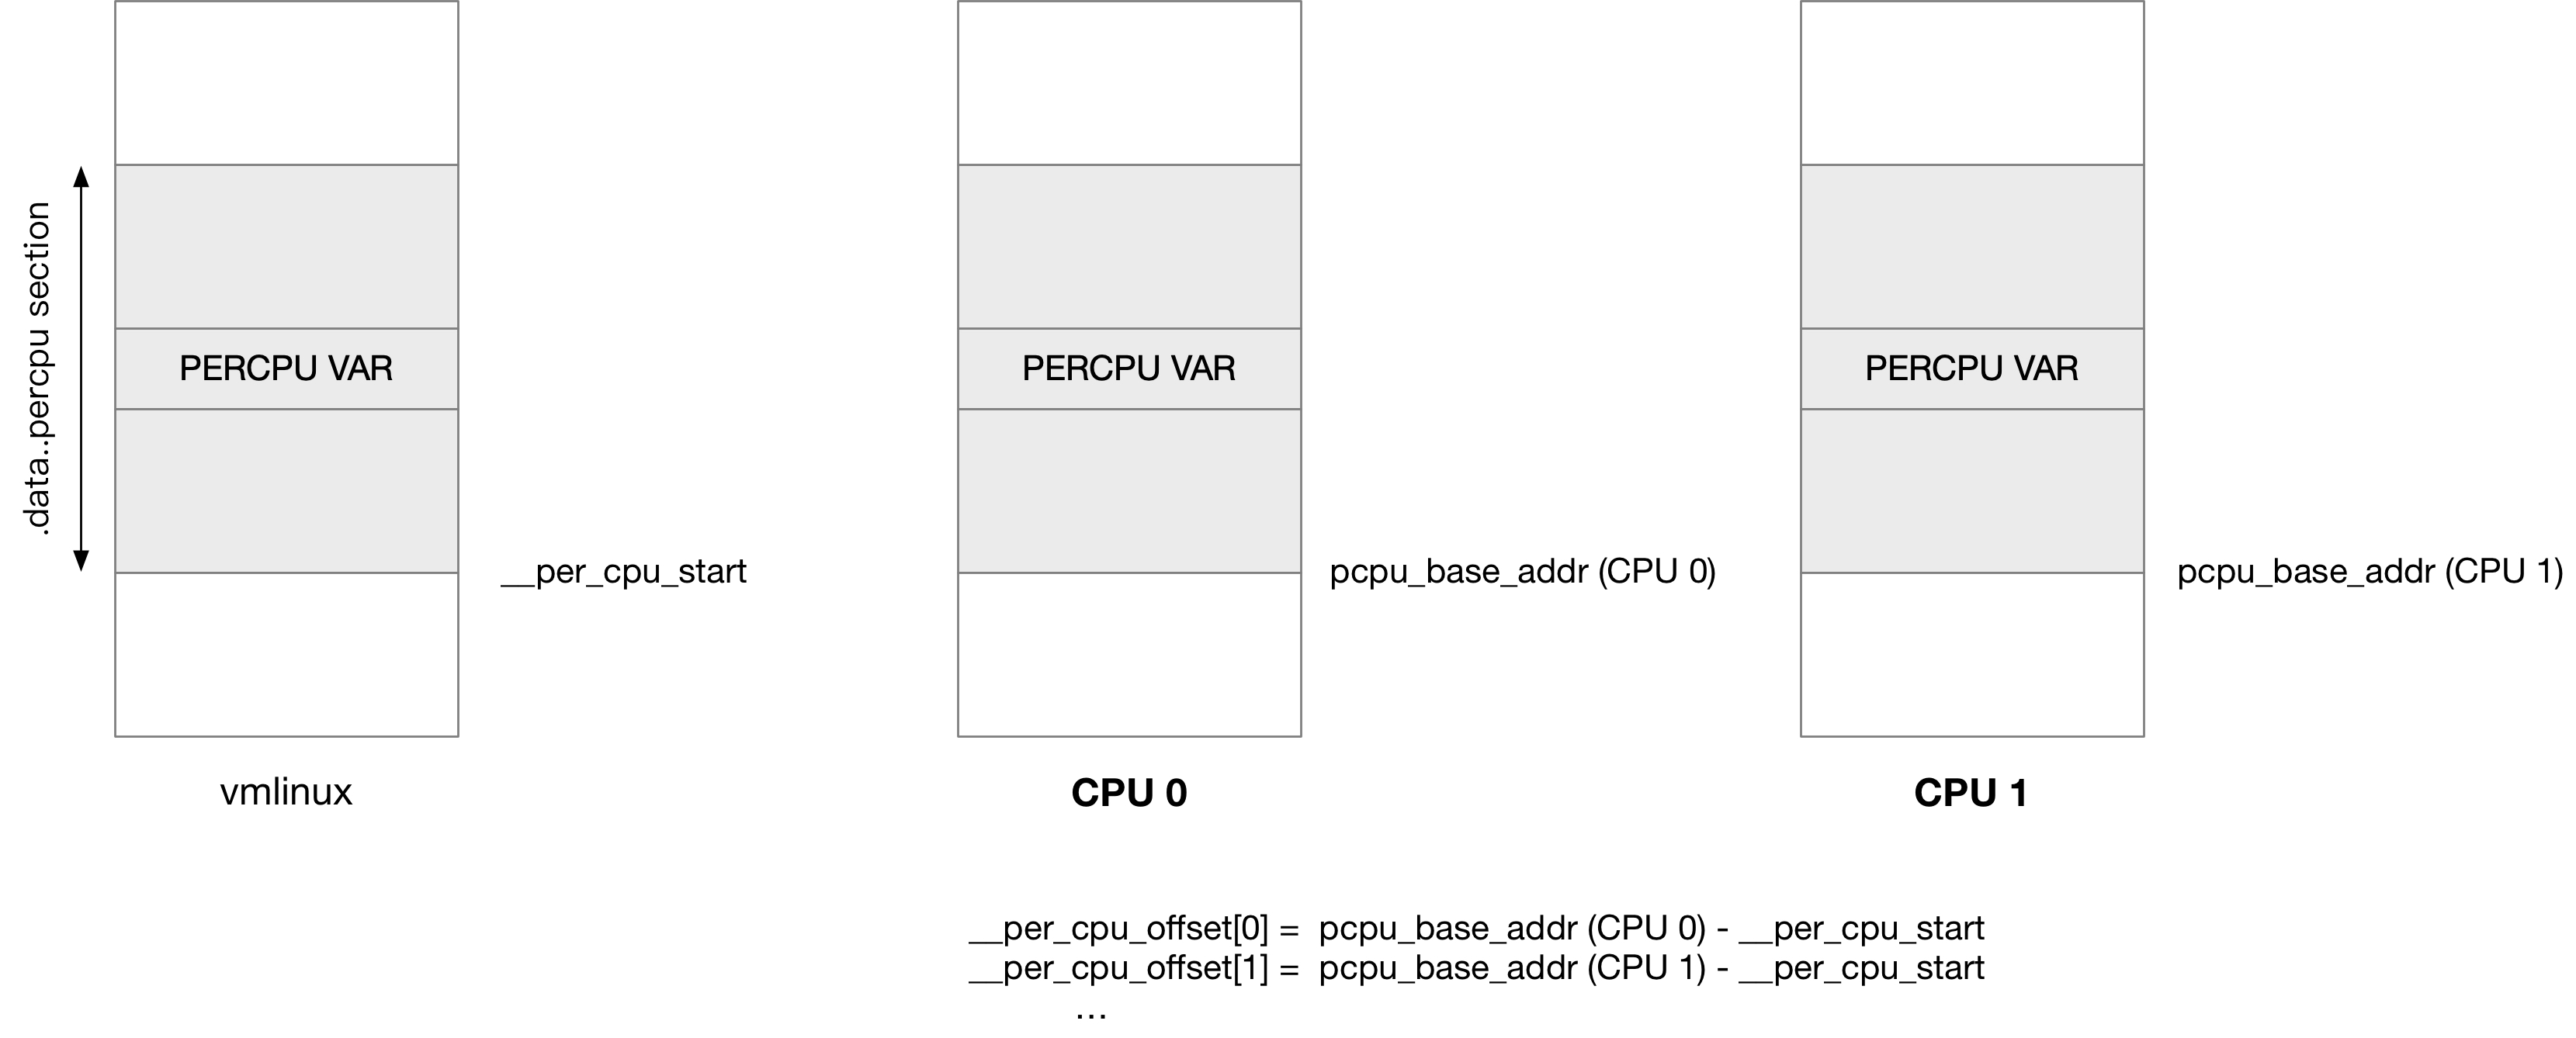 .data..percpu section
PERCPU VAR
PERCPU VAR
PERCPU VAR
__per_cpu_start
pcpu_base_addr (CPU 0)
pcpu_base_addr (CPU 1)
vmlinux
CPU 0
CPU 1
__per_cpu_offset[0] = pcpu_base_addr (CPU 0) - __per_cpu_start
__per_cpu_offset[1] = pcpu_base_addr (CPU 1) - __per_cpu_start
...